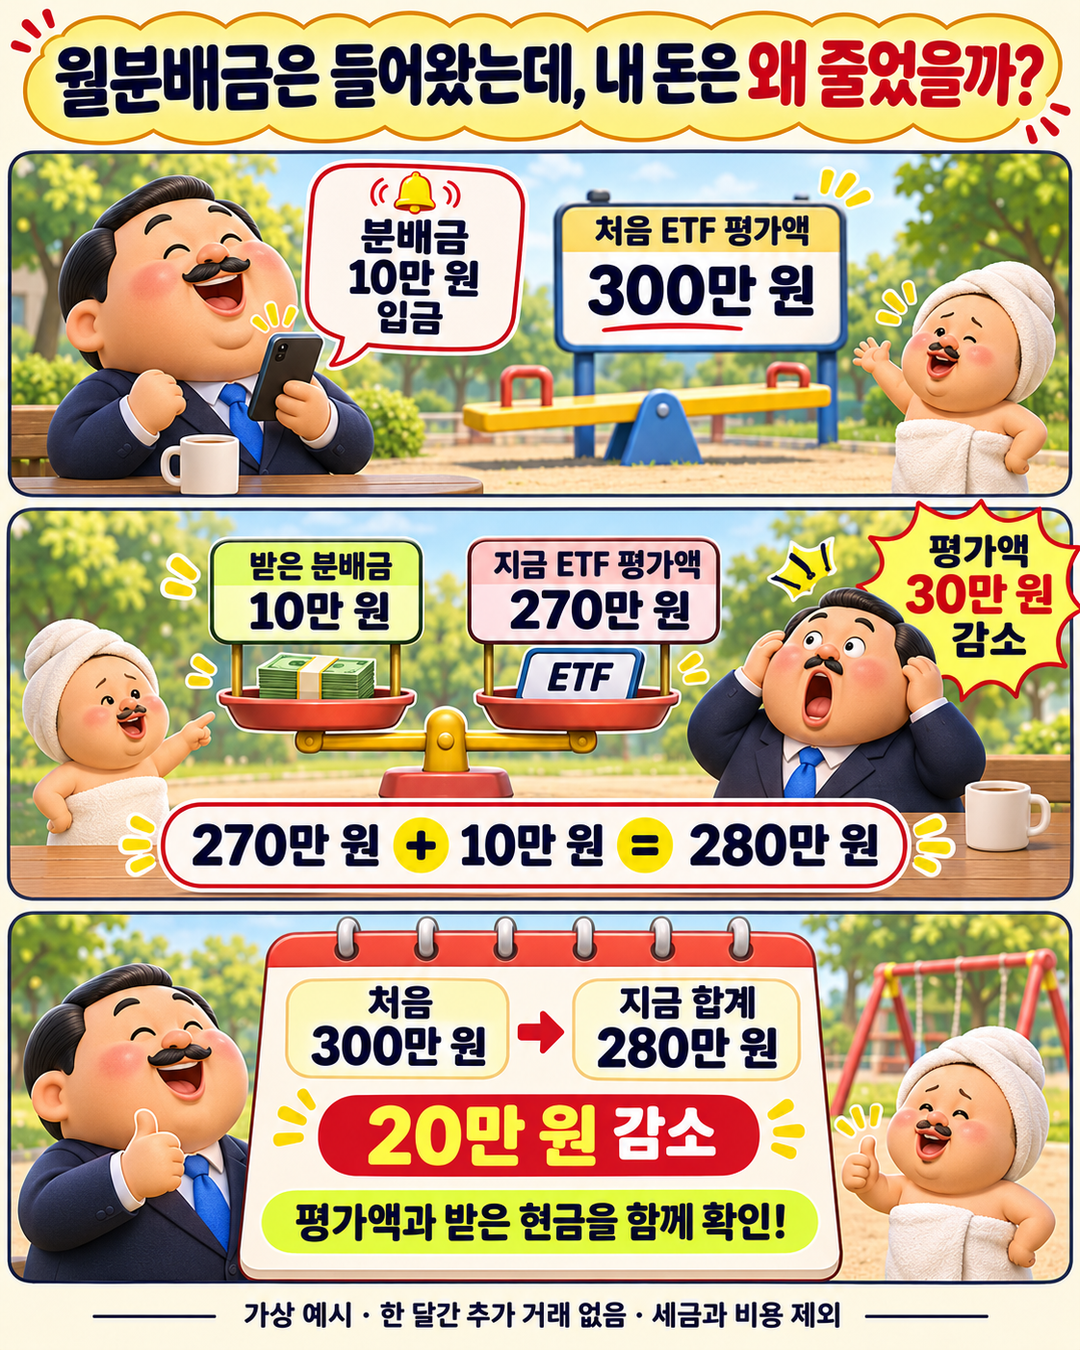 월분배금은 들어왔는데, 내 돈은 왜 줄었을까?
분배금
10만 원
입금
처음 ETF 평가액
300만 원
받은 분배금
10만 원
지금 ETF 평가액
270만 원
ETF
평가액
30만 원
감소
270만 원 + 10만 원 = 280만 원
처음
300만 원
지금 합계
280만 원
20만 원 감소
평가액과 받은 현금을 함께 확인!
가상 예시 · 한 달간 추가 거래 없음 · 세금과 비용 제외